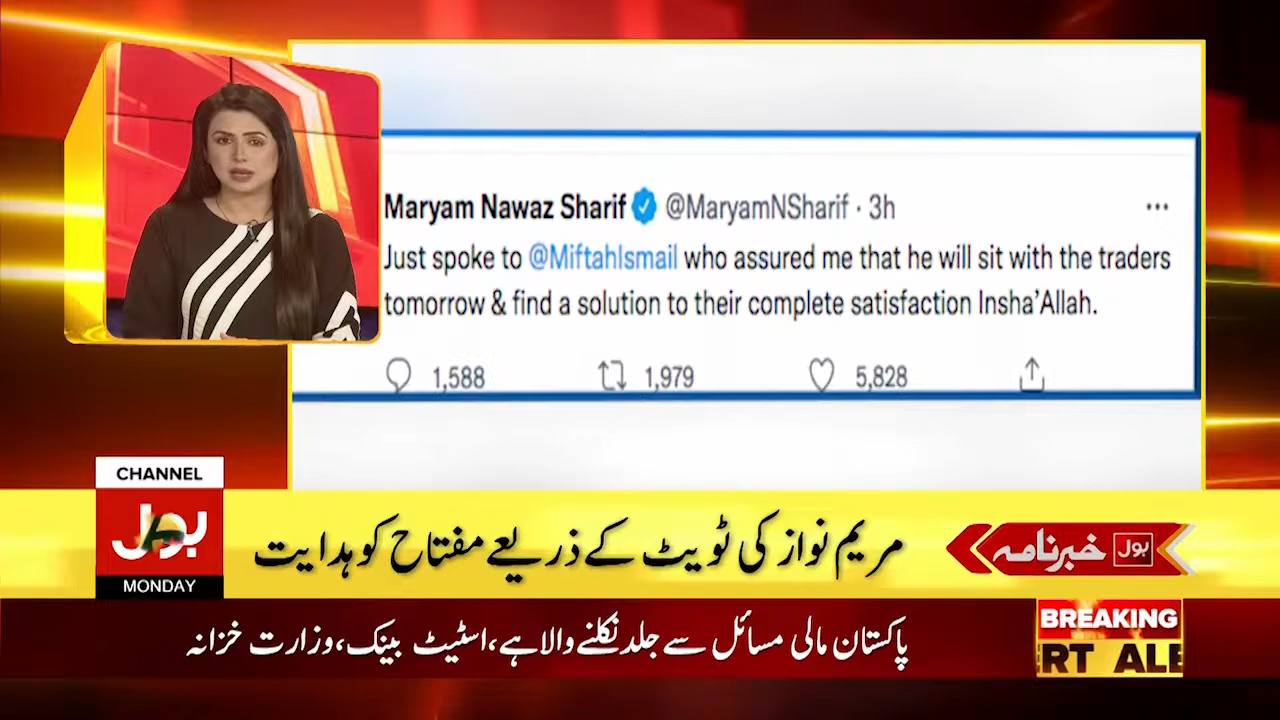 Maryam Nawaz Sharif @MaryamNSharif · 3h
Just spoke to @MiftahIsmail who assured me that he will sit with the traders
tomorrow & find a solution to their complete satisfaction Insha’Allah.
1,588 1,979 5,828
CHANNEL
بول
MONDAY
مریم نواز کی ٹویٹ کے ذریعے مفتاح کو ہدایت
بول خبرنامہ
پاکستان مالی مسائل سے جلد نکلنے والا ہے، اسٹیٹ بینک، وزارت خزانہ
BREAKING
ERT ALE